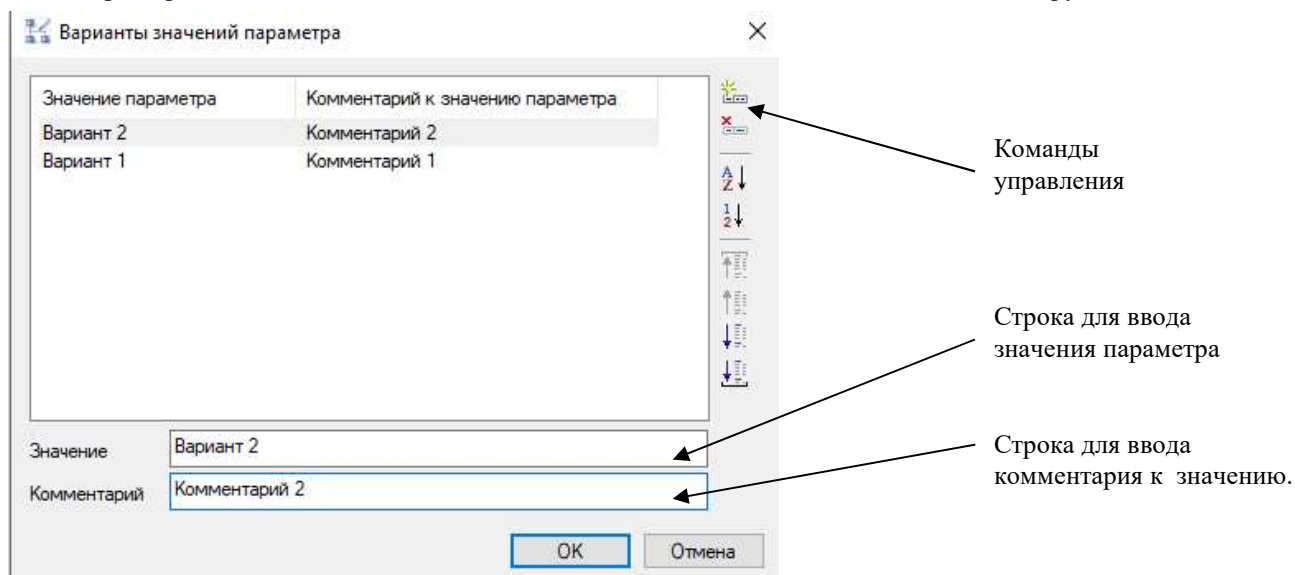 Варианты значений параметра
Значение параметра Комментарий к значению параметра
Вариант 2 Комментарий 2
Вариант 1 Комментарий 1
Команды
управления
Строка для ввода
значения параметра
Значение Вариант 2
Строка для ввода
комментария к значению.
Комментарий Комментарий 2
OK Отмена